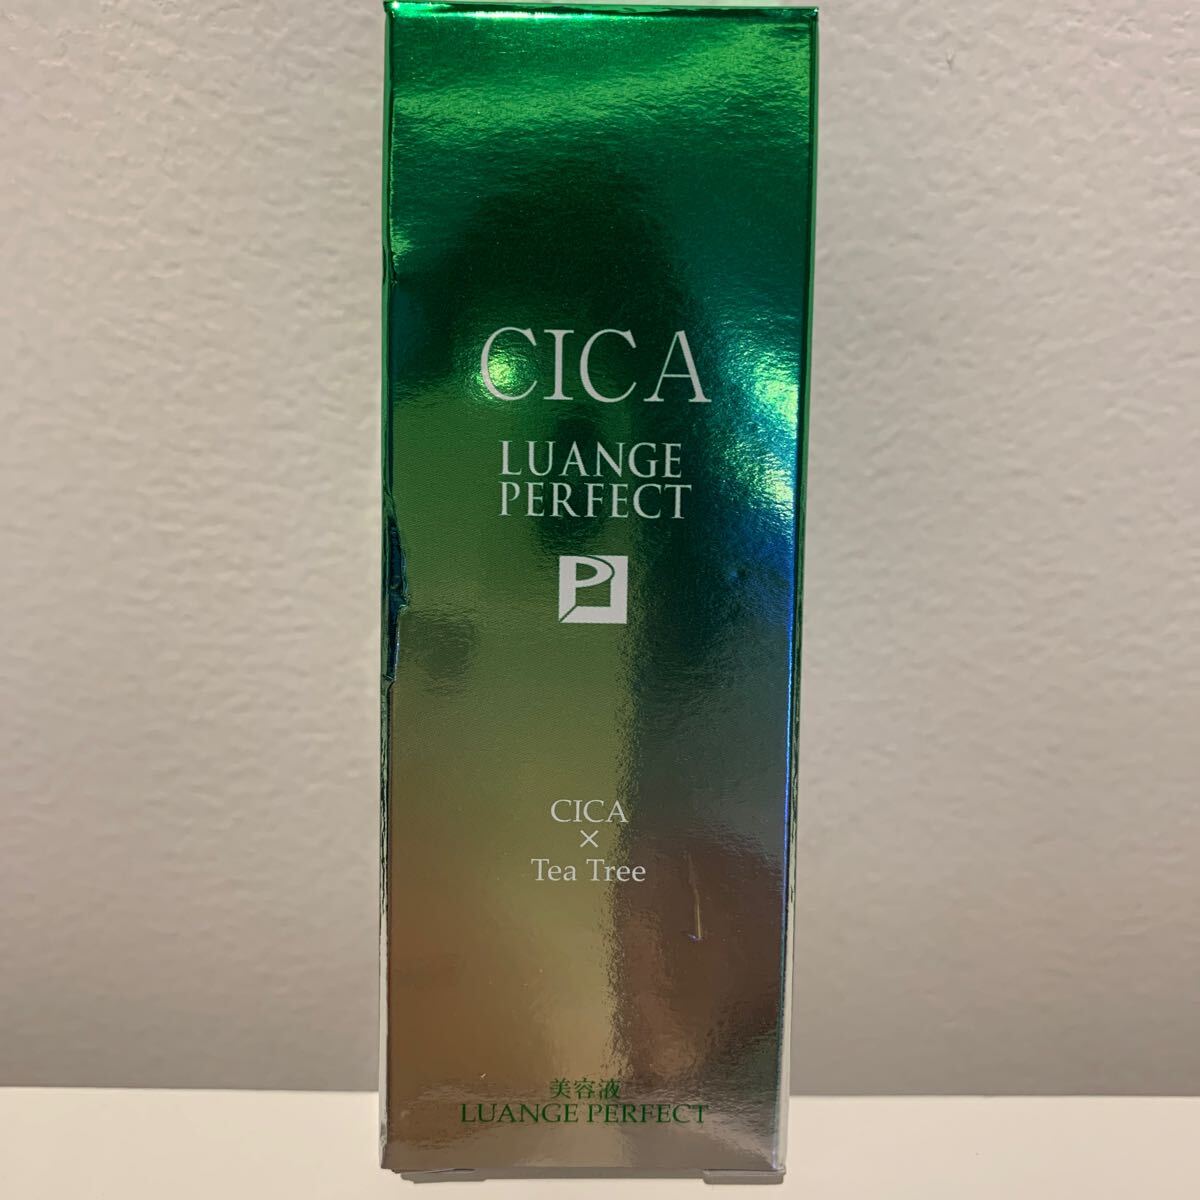 CICA
LUANGE
PERFECT
P
CICA
×
Tea Tree
美容液
LUANGE PERFECT